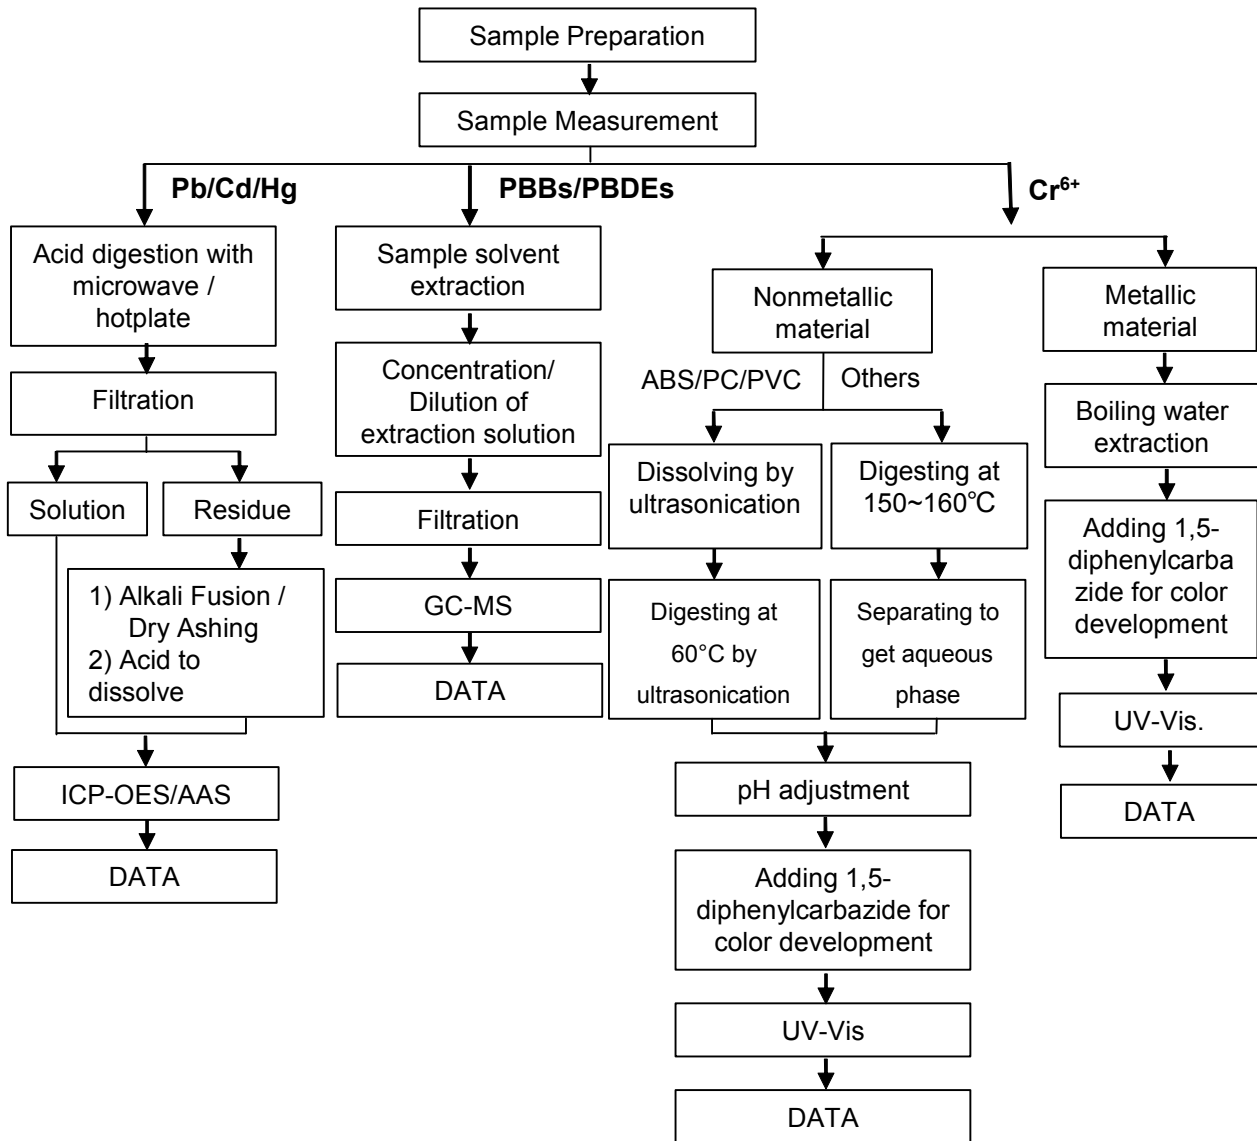 Sample Preparation
Sample Measurement
Pb/Cd/Hg
PBBs/PBDEs
Cr⁶⁺
Acid digestion with
microwave /
hotplate
Filtration
Solution
Residue
1) Alkali Fusion /
Dry Ashing
2) Acid to
dissolve
ICP-OES/AAS
DATA
Sample solvent
extraction
Concentration/
Dilution of
extraction solution
Filtration
GC-MS
DATA
Nonmetallic
material
ABS/PC/PVC
Others
Dissolving by
ultrasonication
Digesting at
60°C by
ultrasonication
Digesting at
150~160℃
Separating to
get aqueous
phase
pH adjustment
Adding 1,5-
diphenylcarbazide for
color development
UV-Vis
DATA
Metallic
material
Boiling water
extraction
Adding 1,5-
diphenylcarba
zide for color
development
UV-Vis.
DATA